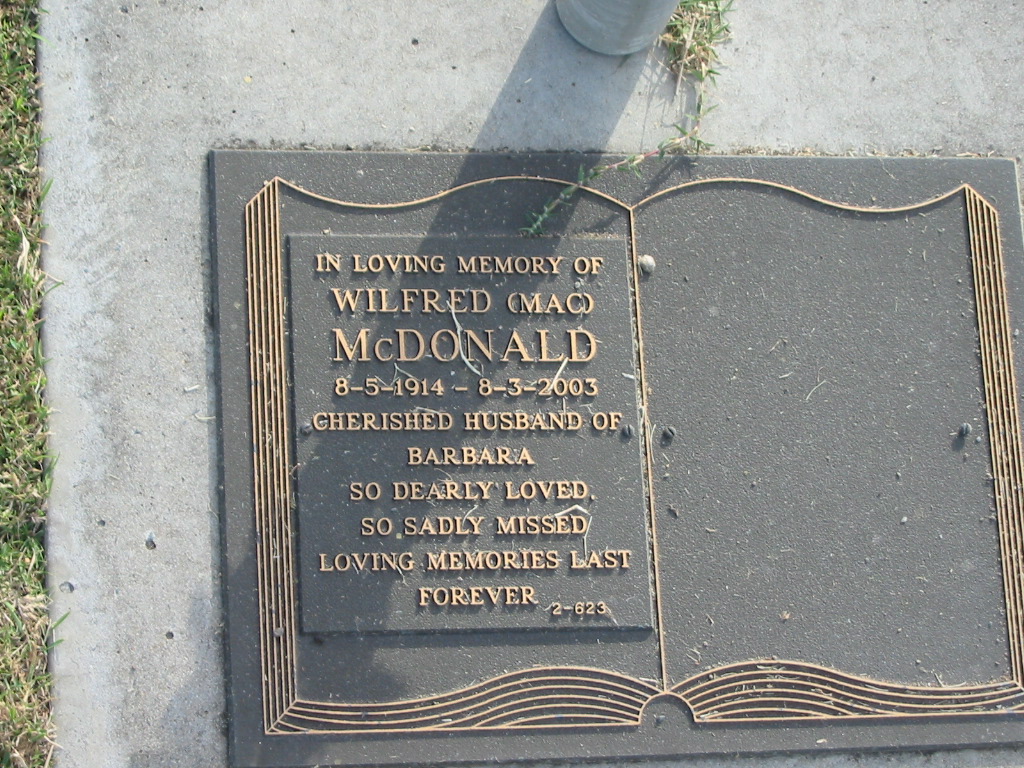 IN LOVING MEMORY OF
WILFRED (MAC)
McDONALD
8-5-1914 - 8-3-2003
CHERISHED HUSBAND OF
BARBARA
SO DEARLY LOVED,
SO SADLY MISSED
LOVING MEMORIES LAST
FOREVER
2-623